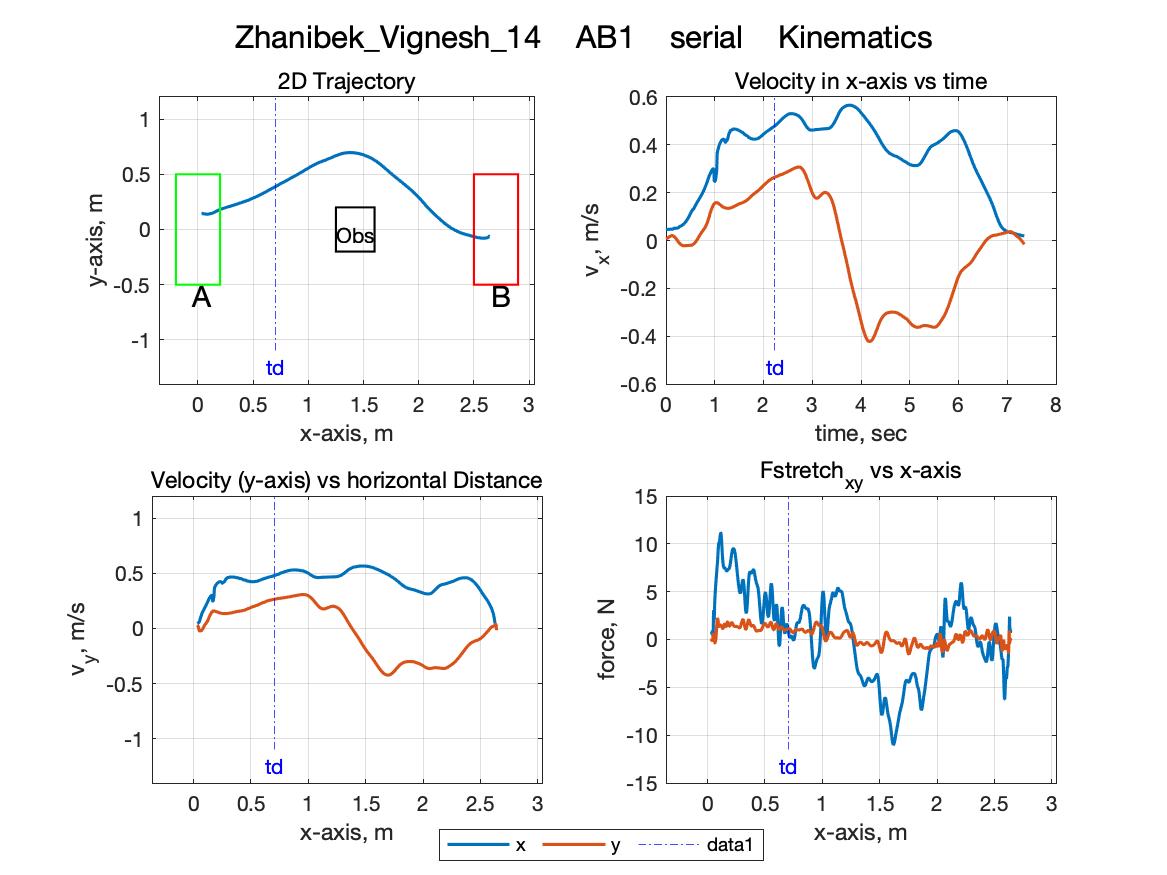 Zhanibek_Vignesh_14 AB1 serial Kinematics
2D Trajectory
1
0.5
0
-0.5
-1
y-axis, m
A
Obs
B
td
0 0.5 1 1.5 2 2.5 3
x-axis, m
Velocity in x-axis vs time
0.6
0.4
0.2
0
-0.2
-0.4
-0.6
vx, m/s
td
0 1 2 3 4 5 6 7 8
time, sec
Velocity (y-axis) vs horizontal Distance
1
0.5
0
-0.5
-1
vy, m/s
td
0 0.5 1 1.5 2 2.5 3
x-axis, m
Fstretchxy vs x-axis
15
10
5
0
-5
-10
-15
force, N
td
0 0.5 1 1.5 2 2.5 3
x-axis, m
x y data1